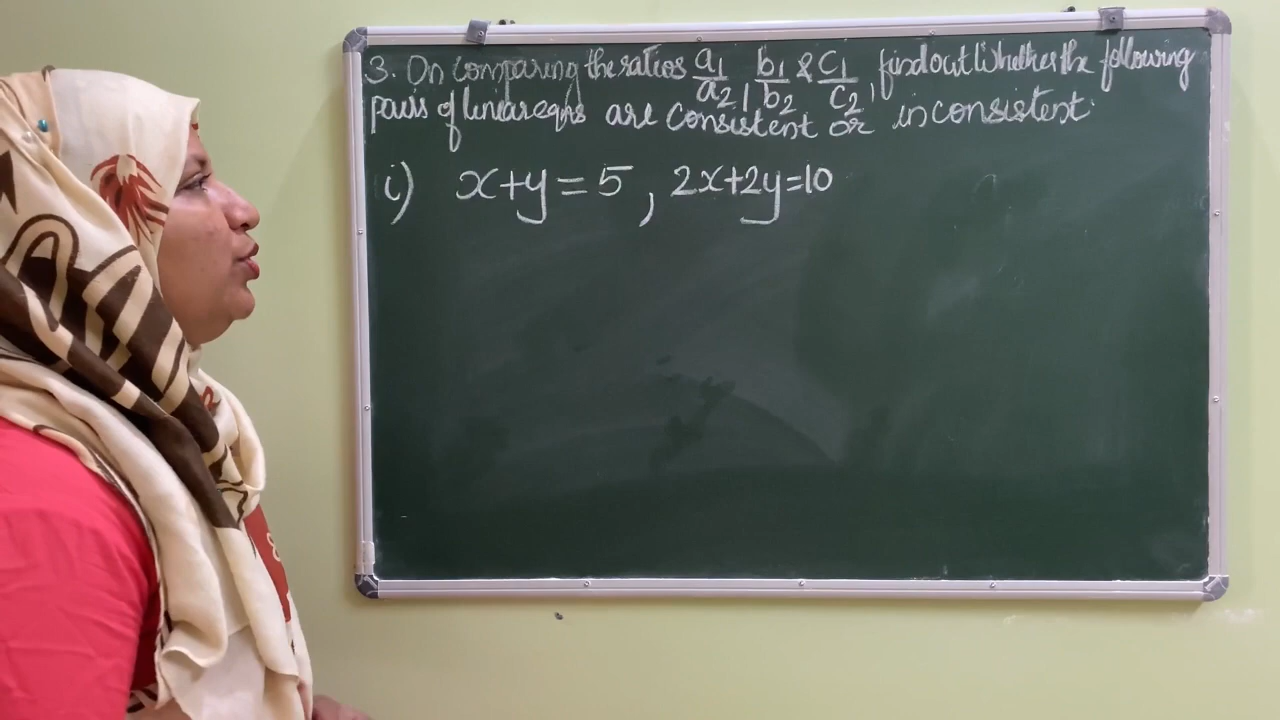 3. On comparing the ratios a₁/a₂, b₁/b₂ & c₁/c₂, find out whether the following
pairs of linear eqns are consistent or inconsistent.
i) x+y=5, 2x+2y=10